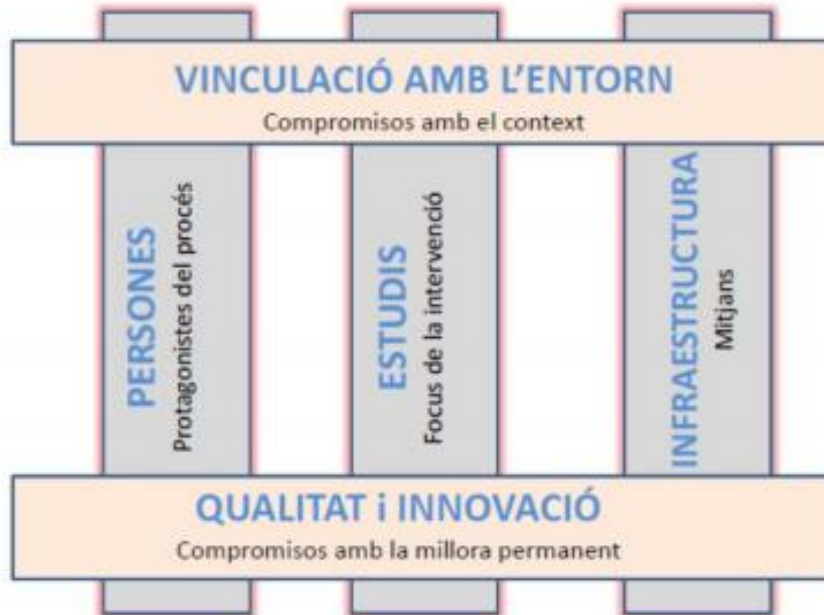 VINCULACIÓ AMB L'ENTORN
Compromisos amb el context
PERSONES
Protagonistes del procés
ESTUDIS
Focus de la intervenció
INFRAESTRUCTURA
Mitjans
QUALITAT i INNOVACIÓ
Compromisos amb la millora permanent